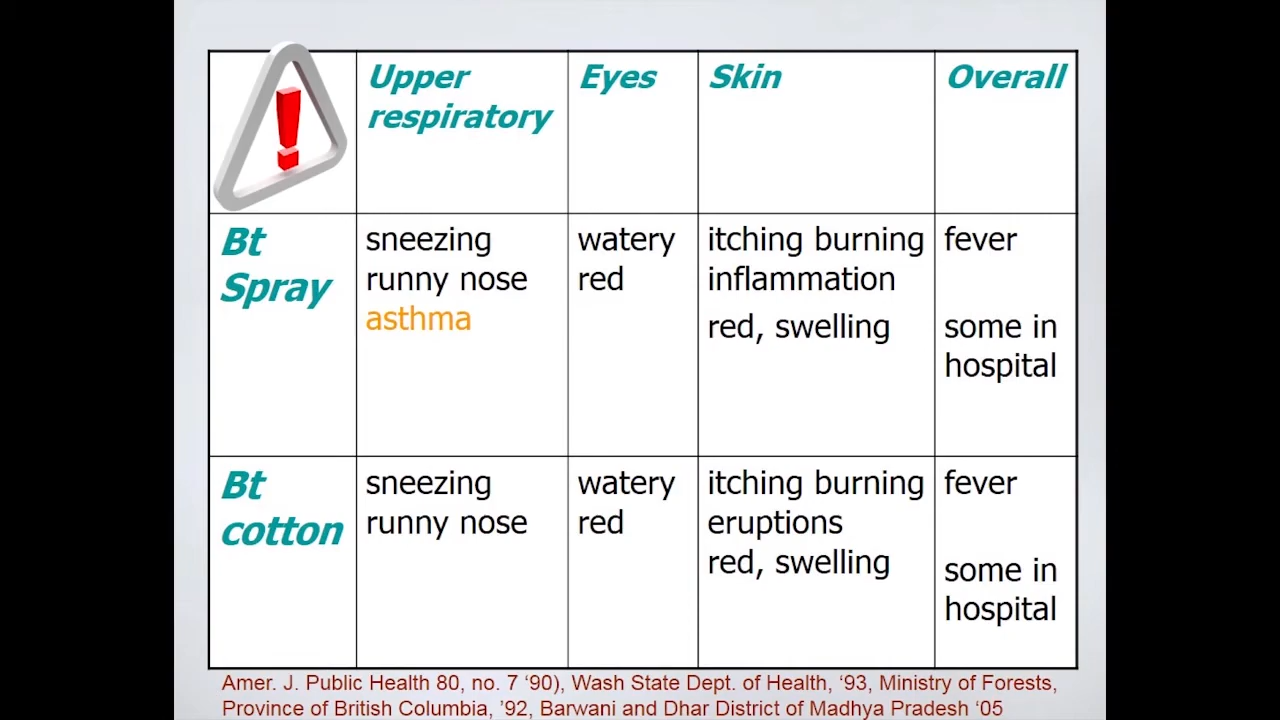 Upper
respiratory
Eyes
Skin
Overall
Bt
Spray
sneezing
runny nose
asthma
watery
red
itching burning
inflammation
red, swelling
fever
some in
hospital
Bt
cotton
sneezing
runny nose
watery
red
itching burning
eruptions
red, swelling
fever
some in
hospital
Amer. J. Public Health 80, no. 7 ‘90), Wash State Dept. of Health, ‘93, Ministry of Forests,
Province of British Columbia, ’92, Barwani and Dhar District of Madhya Pradesh ‘05